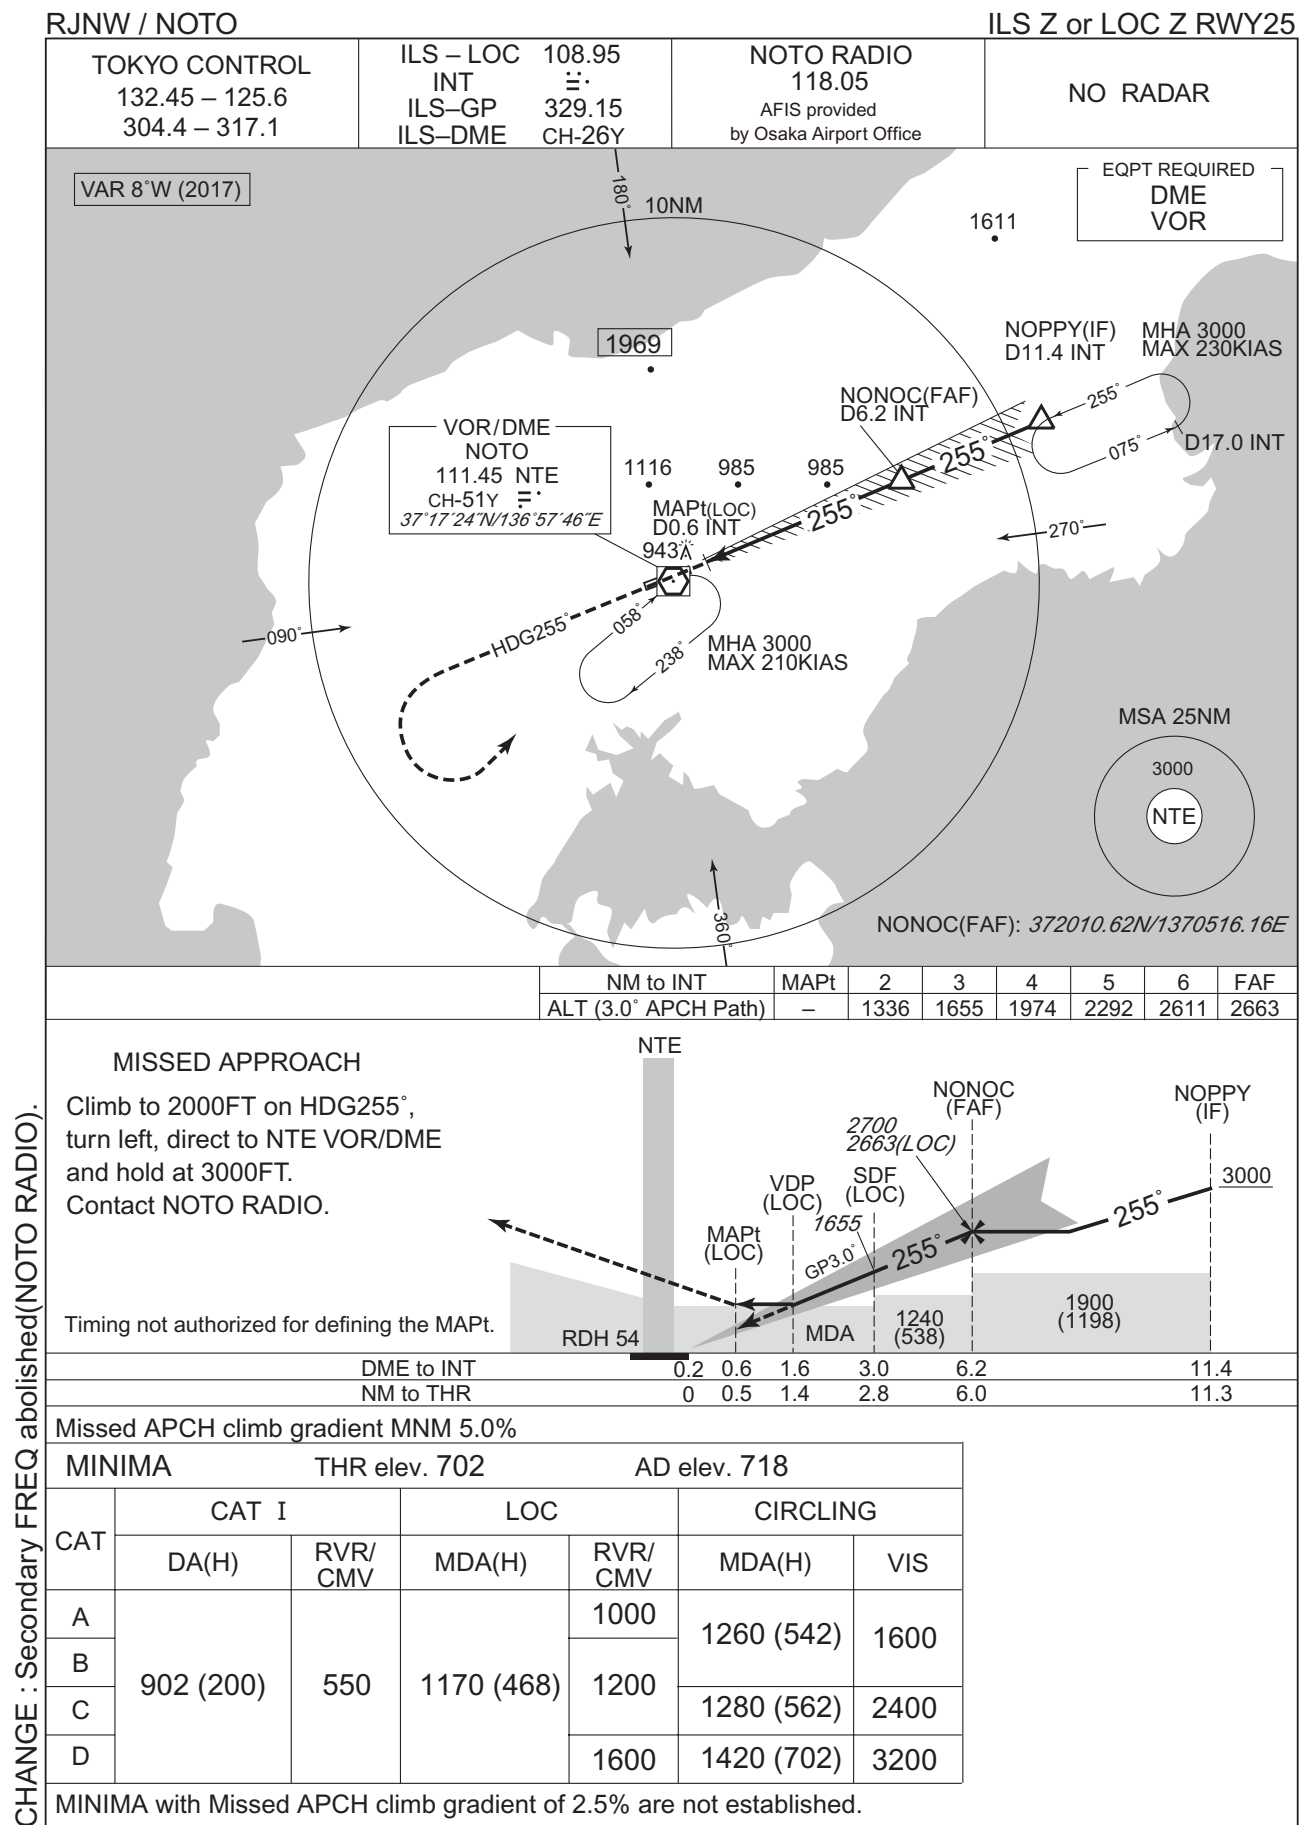 RJNW / NOTO
ILS Z or LOC Z RWY25
TOKYO CONTROL
132.45 – 125.6
304.4 – 317.1
ILS – LOC 108.95
INT
ILS–GP 329.15
ILS–DME CH-26Y
NOTO RADIO
118.05
AFIS provided
by Osaka Airport Office
NO RADAR
VAR 8˚W (2017)
180˚
10NM
EQPT REQUIRED
DME
VOR
1611
1969
NOPPY(IF)
D11.4 INT
MHA 3000
MAX 230KIAS
NONOC(FAF)
D6.2 INT
255˚
075˚
D17.0 INT
255˚
255˚
VOR/DME
NOTO
111.45 NTE
CH-51Y
37˚17´24˝N/136˚57´46˝E
1116
985
985
MAPt(LOC)
D0.6 INT
943
270˚
090˚
HDG255˚
058˚
238˚
MHA 3000
MAX 210KIAS
MSA 25NM
3000
NTE
360˚
NONOC(FAF): 372010.62N/1370516.16E
NM to INT MAPt 2 3 4 5 6 FAF
ALT (3.0˚ APCH Path) – 1336 1655 1974 2292 2611 2663
MISSED APPROACH
Climb to 2000FT on HDG255˚,
turn left, direct to NTE VOR/DME
and hold at 3000FT.
Contact NOTO RADIO.
Timing not authorized for defining the MAPt.
NTE
NONOC
(FAF)
NOPPY
(IF)
2700
2663(LOC)
SDF
(LOC)
VDP
(LOC)
1655
MAPt
(LOC)
3000
255˚
255˚
GP3.0˚
RDH 54
MDA
1240
(538)
1900
(1198)
DME to INT 0.2 0.6 1.6 3.0 6.2 11.4
NM to THR 0 0.5 1.4 2.8 6.0 11.3
Missed APCH climb gradient MNM 5.0%
MINIMA THR elev. 702 AD elev. 718
CAT
CAT I LOC CIRCLING
DA(H) RVR/CMV MDA(H) RVR/CMV MDA(H) VIS
A
B
C
D
902 (200)
550
1170 (468)
1000
1200
1600
1260 (542) 1600
1280 (562) 2400
1420 (702) 3200
MINIMA with Missed APCH climb gradient of 2.5% are not established.
CHANGE : Secondary FREQ abolished(NOTO RADIO).